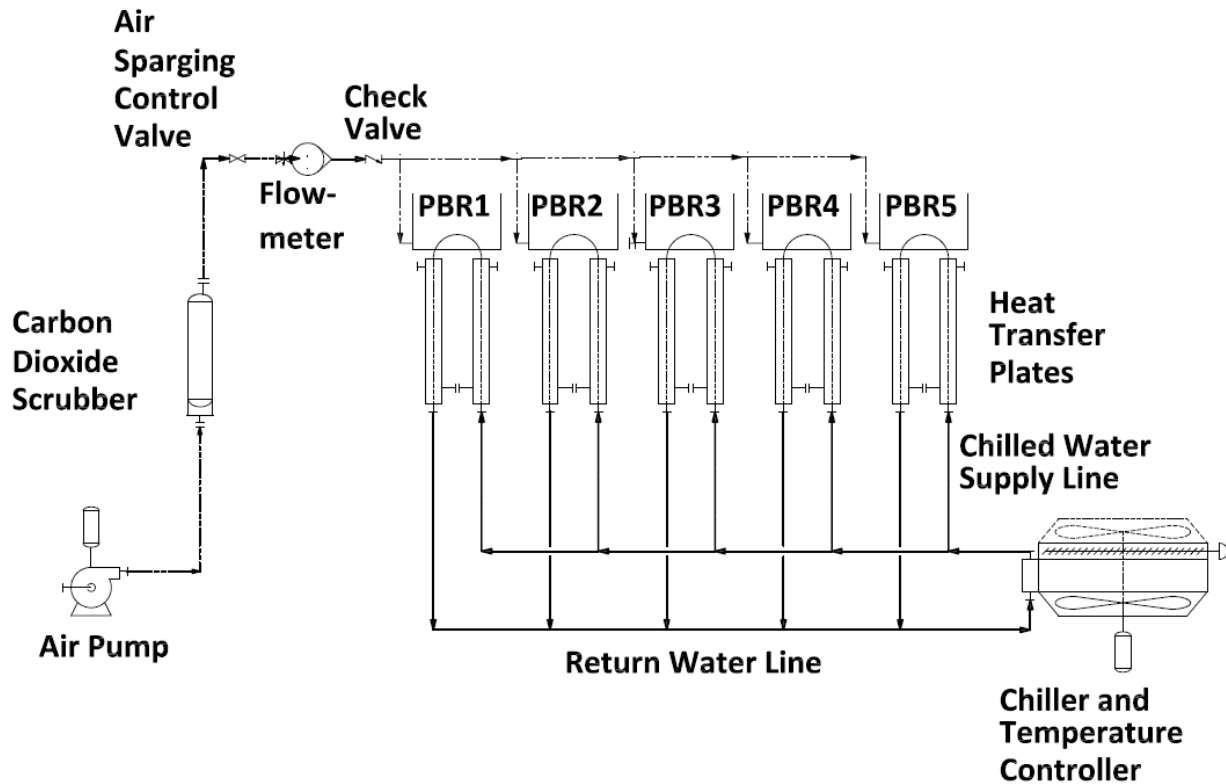 Air
Sparging
Control
Valve
Check
Valve
Flow-
meter
PBR1
PBR2
PBR3
PBR4
PBR5
Carbon
Dioxide
Scrubber
Heat
Transfer
Plates
Chilled Water
Supply Line
Air Pump
Return Water Line
Chiller and
Temperature
Controller